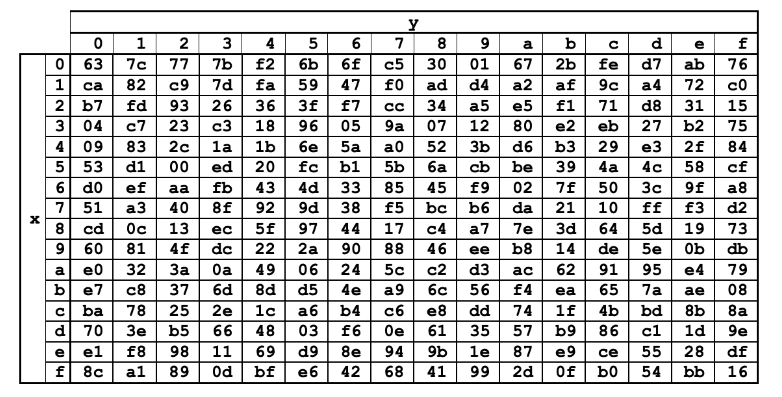 y
0 1 2 3 4 5 6 7 8 9 a b c d e f
0 63 7c 77 7b f2 6b 6f c5 30 01 67 2b fe d7 ab 76
1 ca 82 c9 7d fa 59 47 f0 ad d4 a2 af 9c a4 72 c0
2 b7 fd 93 26 36 3f f7 cc 34 a5 e5 f1 71 d8 31 15
3 04 c7 23 c3 18 96 05 9a 07 12 80 e2 eb 27 b2 75
4 09 83 2c 1a 1b 6e 5a a0 52 3b d6 b3 29 e3 2f 84
5 53 d1 00 ed 20 fc b1 5b 6a cb be 39 4a 4c 58 cf
6 d0 ef aa fb 43 4d 33 85 45 f9 02 7f 50 3c 9f a8
7 51 a3 40 8f 92 9d 38 f5 bc b6 da 21 10 ff f3 d2
x
8 cd 0c 13 ec 5f 97 44 17 c4 a7 7e 3d 64 5d 19 73
9 60 81 4f dc 22 2a 90 88 46 ee b8 14 de 5e 0b db
a e0 32 3a 0a 49 06 24 5c c2 d3 ac 62 91 95 e4 79
b e7 c8 37 6d 8d d5 4e a9 6c 56 f4 ea 65 7a ae 08
c ba 78 25 2e 1c a6 b4 c6 e8 dd 74 1f 4b bd 8b 8a
d 70 3e b5 66 48 03 f6 0e 61 35 57 b9 86 c1 1d 9e
e e1 f8 98 11 69 d9 8e 94 9b 1e 87 e9 ce 55 28 df
f 8c a1 89 0d bf e6 42 68 41 99 2d 0f b0 54 bb 16